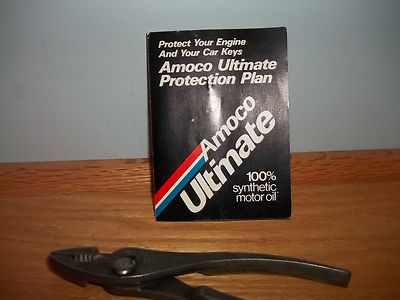 Protect Your Engine
And Your Car Keys
Amoco Ultimate
Protection Plan
Amoco
Ultimate
100%
synthetic
motor oil